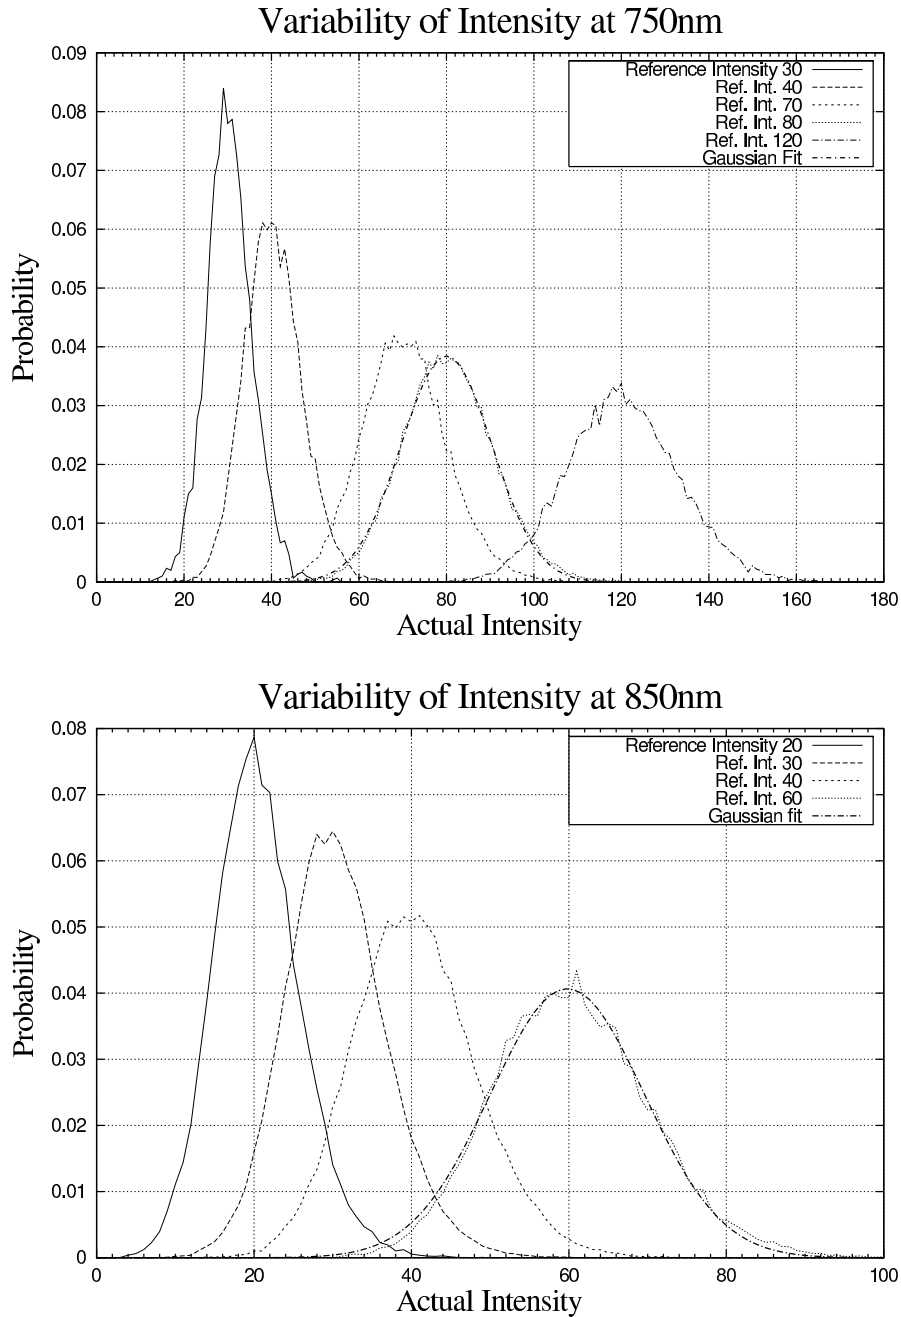 Variability of Intensity at 750nm
0.09
0.08
0.07
0.06
0.05
0.04
0.03
0.02
0.01
0
Probability
Reference Intensity 30
Ref. Int. 40
Ref. Int. 70
Ref. Int. 80
Ref. Int. 120
Gaussian Fit
0 20 40 60 80 100 120 140 160 180
Actual Intensity
Variability of Intensity at 850nm
0.08
0.07
0.06
0.05
0.04
0.03
0.02
0.01
0
Probability
Reference Intensity 20
Ref. Int. 30
Ref. Int. 40
Ref. Int. 60
Gaussian fit
0 20 40 60 80 100
Actual Intensity